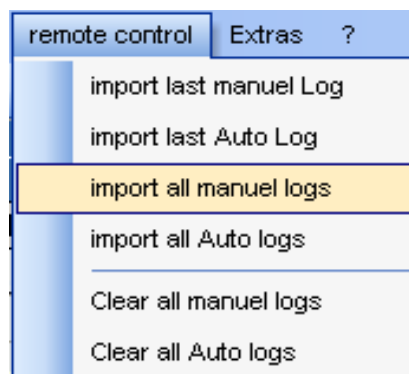 remote control Extras ?
import last manuel Log
import last Auto Log
import all manuel logs
import all Auto logs
Clear all manuel logs
Clear all Auto logs